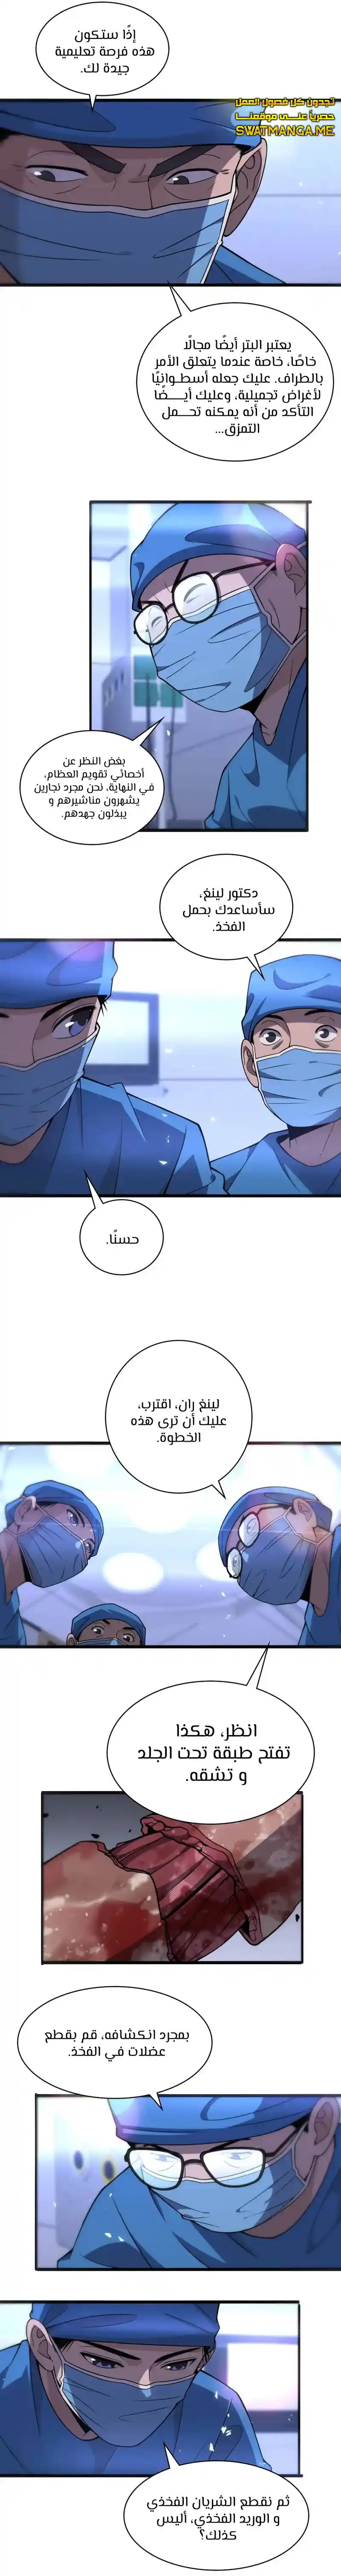 إذًا ستكون
هذه فرصة تعليمية
جيدة لك.
تجدون كل فصول العمل
حصرياً على موقعنا
SWATMANGA.ME
يعتبر البتر أيضًا مجالًا
خاصًا، خاصة عندما يتعلق الأمر
بالطراف. عليك جعله أسطـوانيًا
لأغراض تجميلية، وعليك أيــــضًا
التأكد من أنه يمكنه تحــــمل
التمزق...
بغض النظر عن
أخصائي تقويم العظام،
في النهاية، نحن مجرد نجارين
يشهرون مناشيرهم و
يبذلون جهدهم.
دكتور لينغ،
سأساعدك بحمل
الفخذ.
حسنًا.
لينغ ران، اقترب،
عليك أن ترى هذه
الخطوة.
انظر، هكذا
تفتح طبقة تحت الجلد
و تشقه.
بمجرد انكشافه، قم بقطع
عضلات في الفخذ.
ثم نقطع الشريان الفخذي
و الوريد الفخذي، أليس
كذلك؟